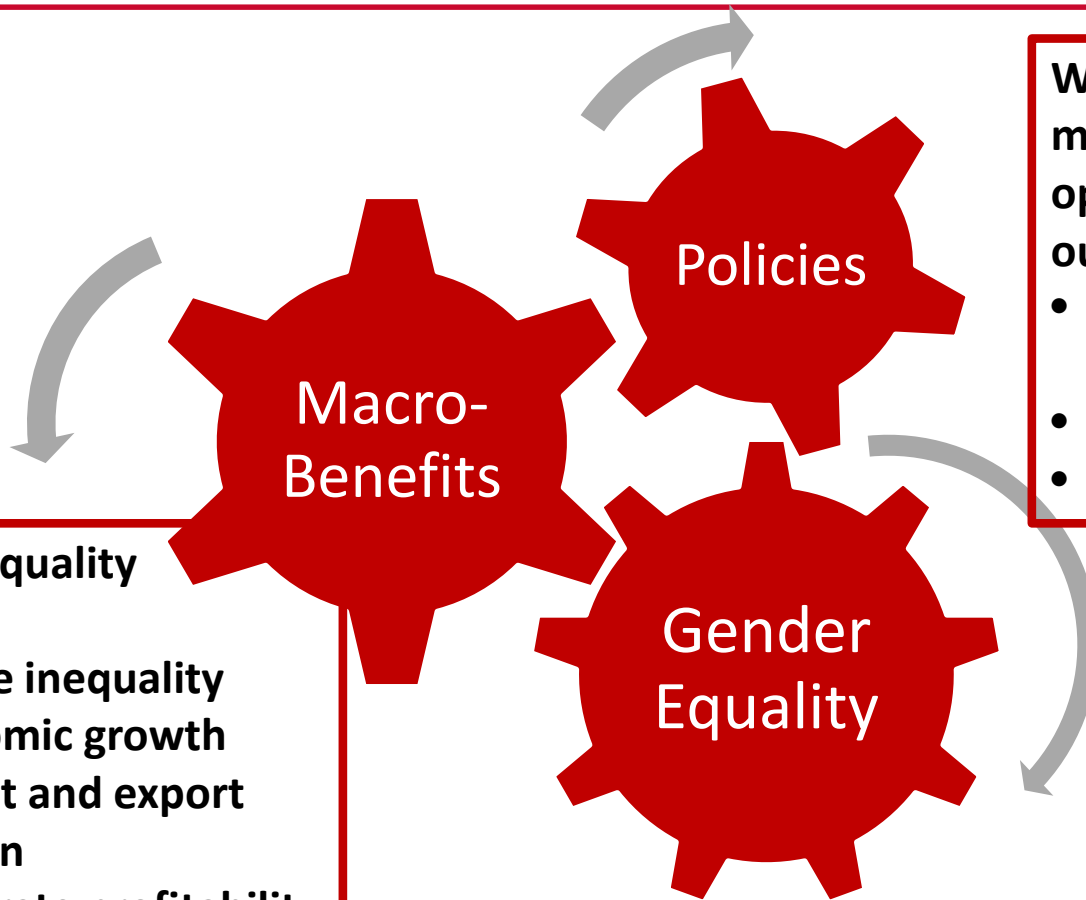 Policies
Macro-
Benefits
Gender
Equality
quality
e inequality
omic growth
t and export
n
W
m
op
ou
•
•
•